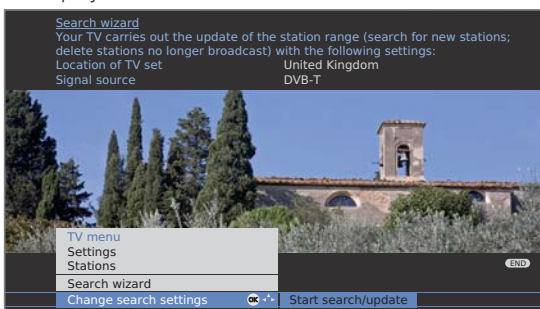 Search wizard
Your TV carries out the update of the station range (search for new stations;
delete stations no longer broadcast) with the following settings:
Location of TV set United Kingdom
Signal source DVB-T
TV menu
Settings
Stations
END
Search wizard
Change search settings OK Start search/update